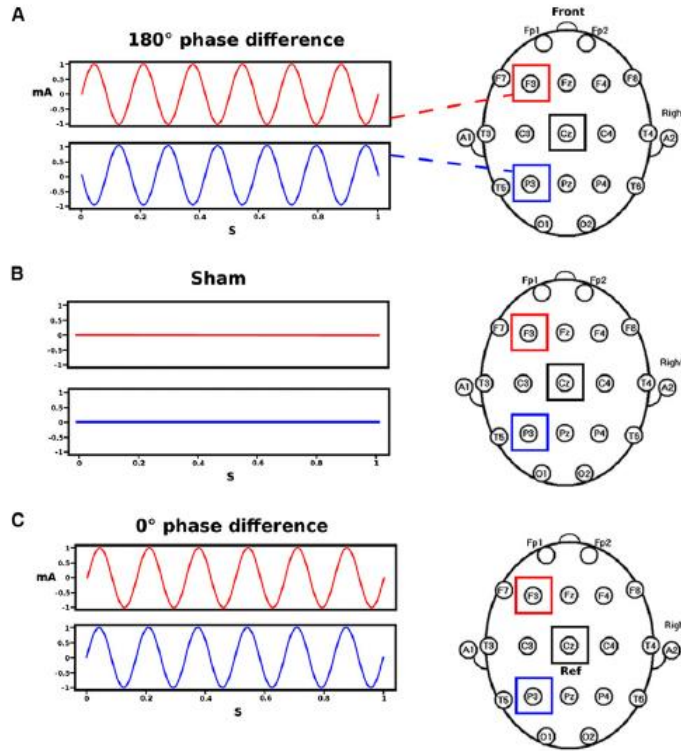 A
180° phase difference
mA
1
0.5
0
-0.5
-1
1
0.5
0
-0.5
-1
0 0.2 0.4 0.6 0.8 1
S
Front
Fp1 Fp2
F7 F3 Fz F4 F8
Right
A1 T3 C3 Cz C4 T4 A2
T5 P3 Pz P4 T6
O1 O2
B
Sham
1
0.5
0
-0.5
-1
1
0.5
0
-0.5
-1
0 0.2 0.4 0.6 0.8 1
S
Fp1 Fp2
F7 F3 Fz F4 F8
Right
A1 T3 C3 Cz C4 T4 A2
T5 P3 Pz P4 T6
O1 O2
C
0° phase difference
mA
1
0.5
0
-0.5
-1
1
0.5
0
-0.5
-1
0 0.2 0.4 0.6 0.8 1
S
Fp1 Fp2
F7 F3 Fz F4 F8
Right
A1 T3 C3 Cz C4 T4 A2
Ref
T5 P3 Pz P4 T6
O1 O2